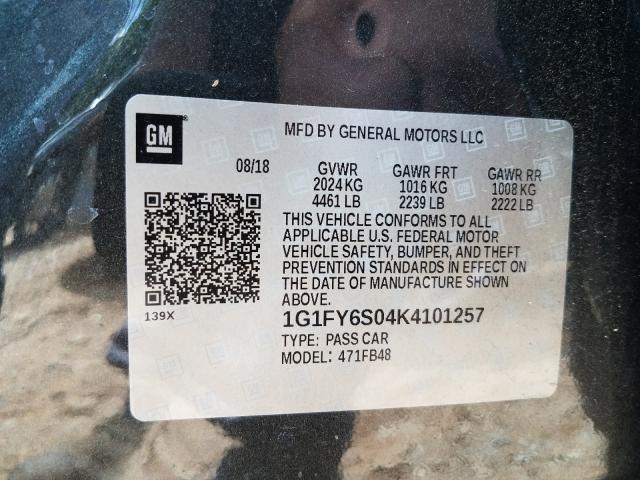 GM
MFD BY GENERAL MOTORS LLC
08/18 GVWR GAWR FRT GAWR RR
2024 KG 1016 KG 1008 KG
4461 LB 2239 LB 2222 LB
THIS VEHICLE CONFORMS TO ALL
APPLICABLE U.S. FEDERAL MOTOR
VEHICLE SAFETY, BUMPER, AND THEFT
PREVENTION STANDARDS IN EFFECT ON
THE DATE OF MANUFACTURE SHOWN
ABOVE.
139X
1G1FY6S04K4101257
TYPE: PASS CAR
MODEL: 471FB48